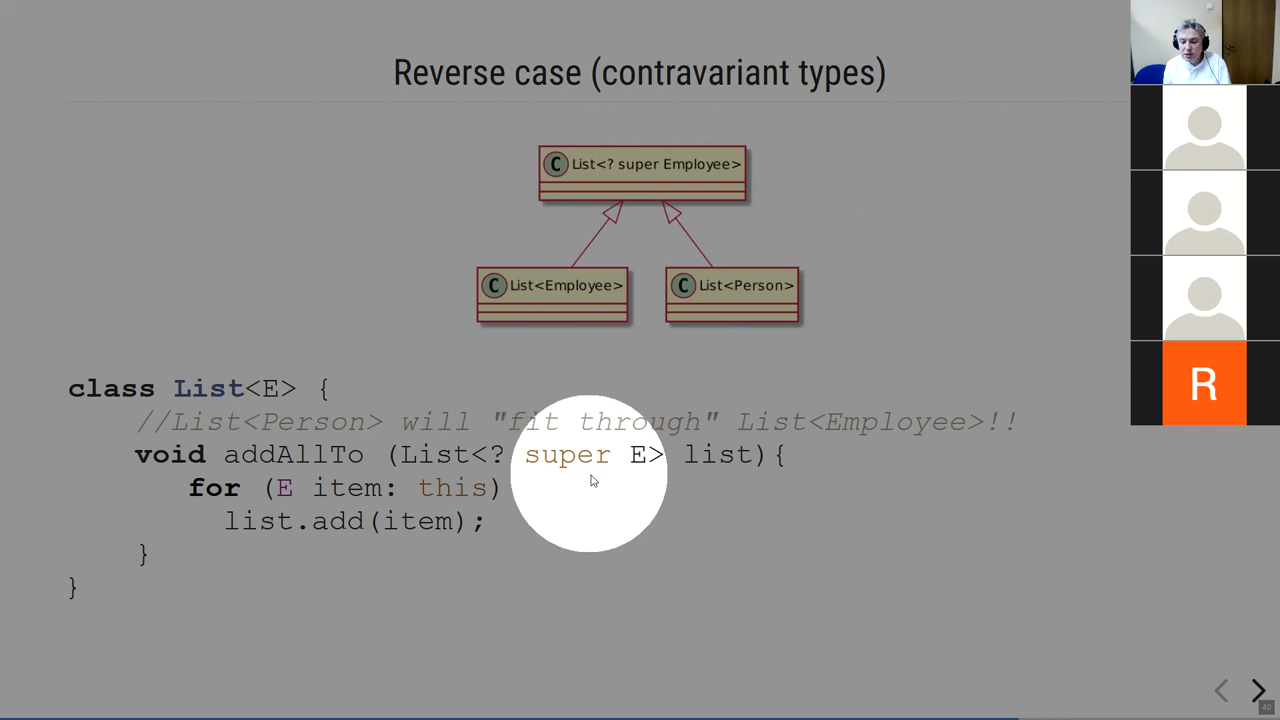 Reverse case (contravariant types)
C List<? super Employee>
C List<Employee>
C List<Person>
class List<E> {
//List<Person> will "fit through" List<Employee>!!
void addAllTo (List<? super E> list){
for (E item: this)
list.add(item);
}
}
R
40